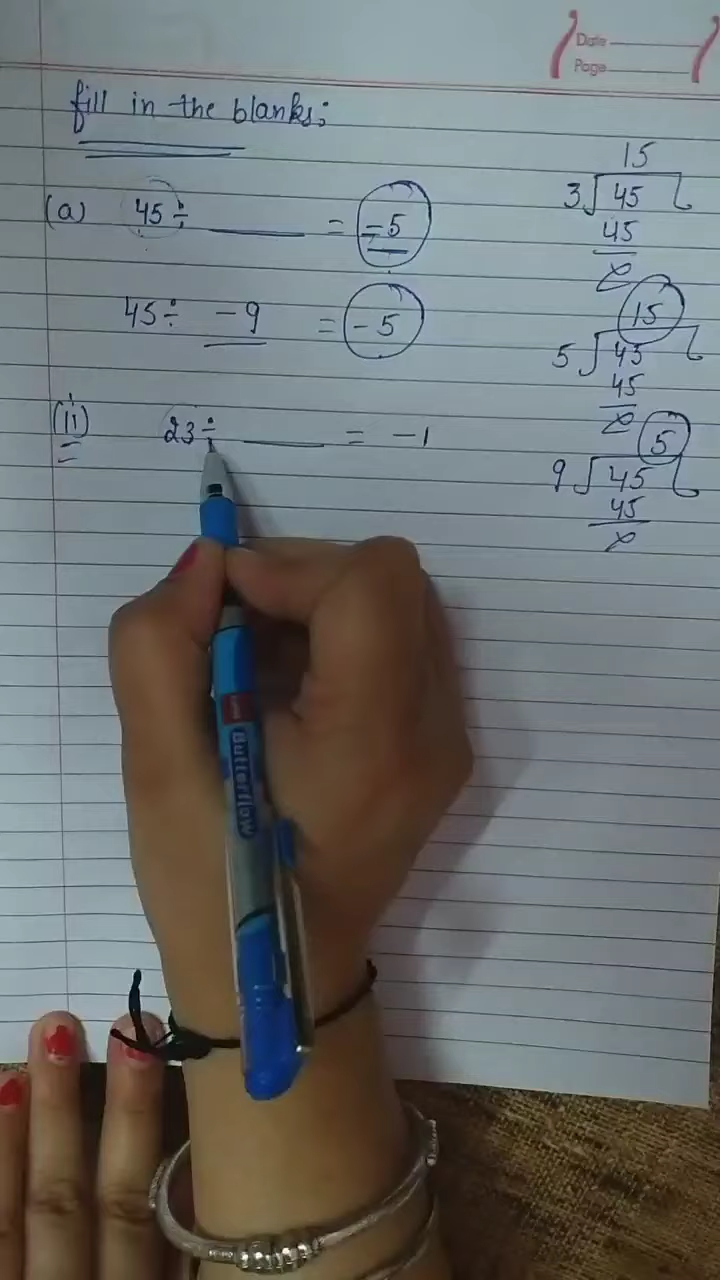 Date
Page
fill in the blanks:
(a) 45 ÷ ____ = -5
45 ÷ -9 = -5
(ii) 23 ÷ ____ = -1
15
3 45
45
0
15
5 45
45
0
5
9 45
45
0
Butterflow